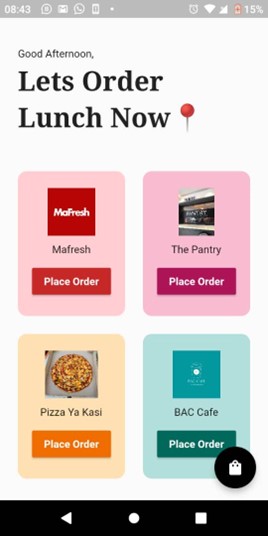 08:43
15%
Good Afternoon,
Lets Order
Lunch Now
MaFresh
Mafresh
The Pantry
Place Order
Place Order
Pizza Ya Kasi
BAC Cafe
Place Order
Place Order